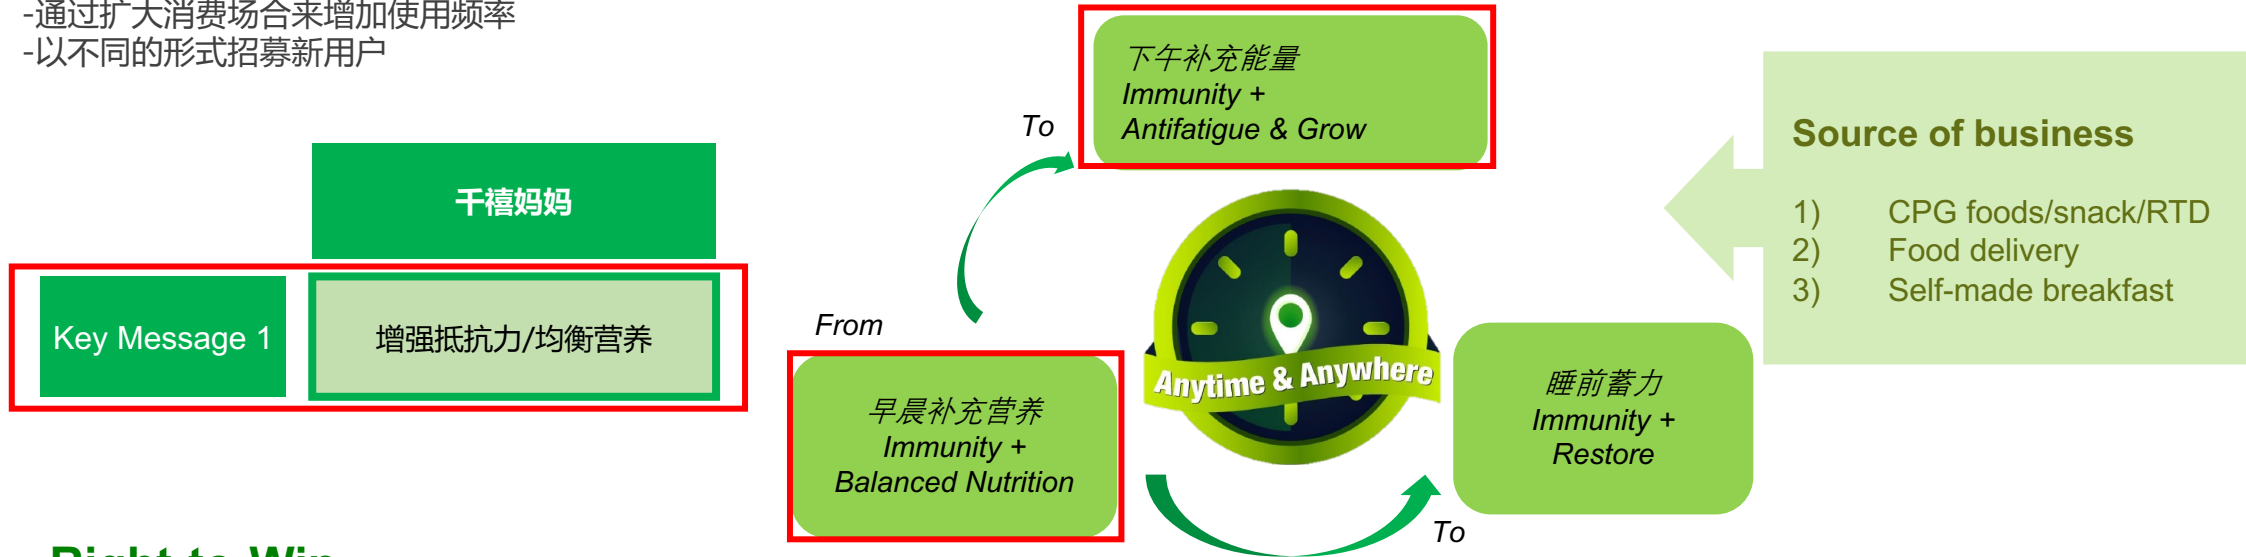 -通过扩大消费场合来增加使用频率
-以不同的形式招募新用户
千禧妈妈
Key Message 1
增强抵抗力/均衡营养
From
早晨补充营养
Immunity +
Balanced Nutrition
To
下午补充能量
Immunity +
Antifatigue & Grow
Anytime & Anywhere
To
睡前蓄力
Immunity +
Restore
Source of business
1) CPG foods/snack/RTD
2) Food delivery
3) Self-made breakfast
Right to Win